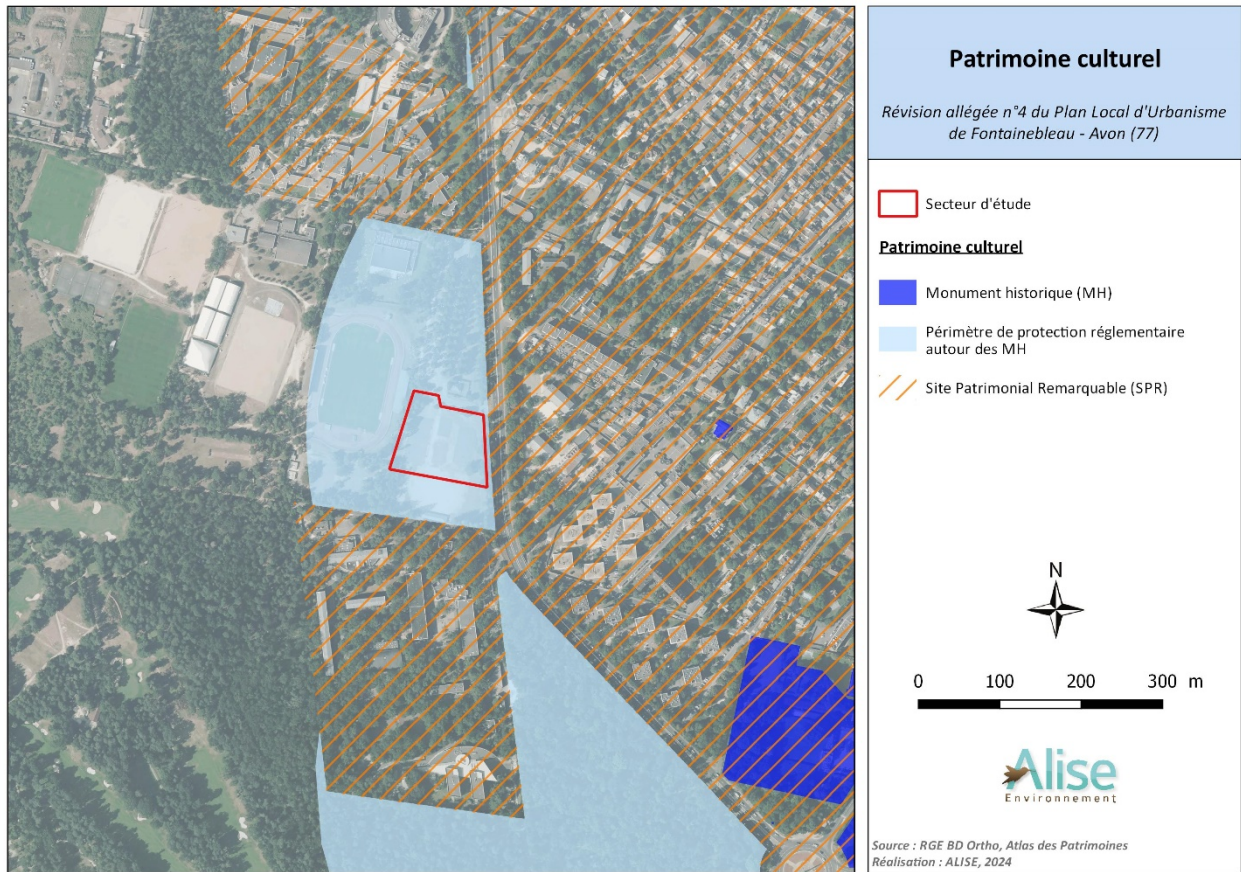 Patrimoine culturel
Révision allégée n°4 du Plan Local d'Urbanisme
de Fontainebleau - Avon (77)
Secteur d'étude
Patrimoine culturel
Monument historique (MH)
Périmètre de protection réglementaire
autour des MH
Site Patrimonial Remarquable (SPR)
N
0 100 200 300 m
Alise
Environnement
Source : RGE BD Ortho, Atlas des Patrimoines
Réalisation : ALISE, 2024